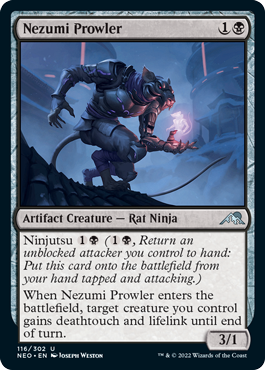 Nezumi Prowler 1
Artifact Creature — Rat Ninja
Ninjutsu 1 ( 1 , Return an
unblocked attacker you control to hand:
Put this card onto the battlefield from
your hand tapped and attacking.)
When Nezumi Prowler enters the
battlefield, target creature you control
gains deathtouch and lifelink until
end of turn.
3/1
116/302 U
NEO • EN JOSEPH WESTON
™ & © 2022 Wizards of the Coast